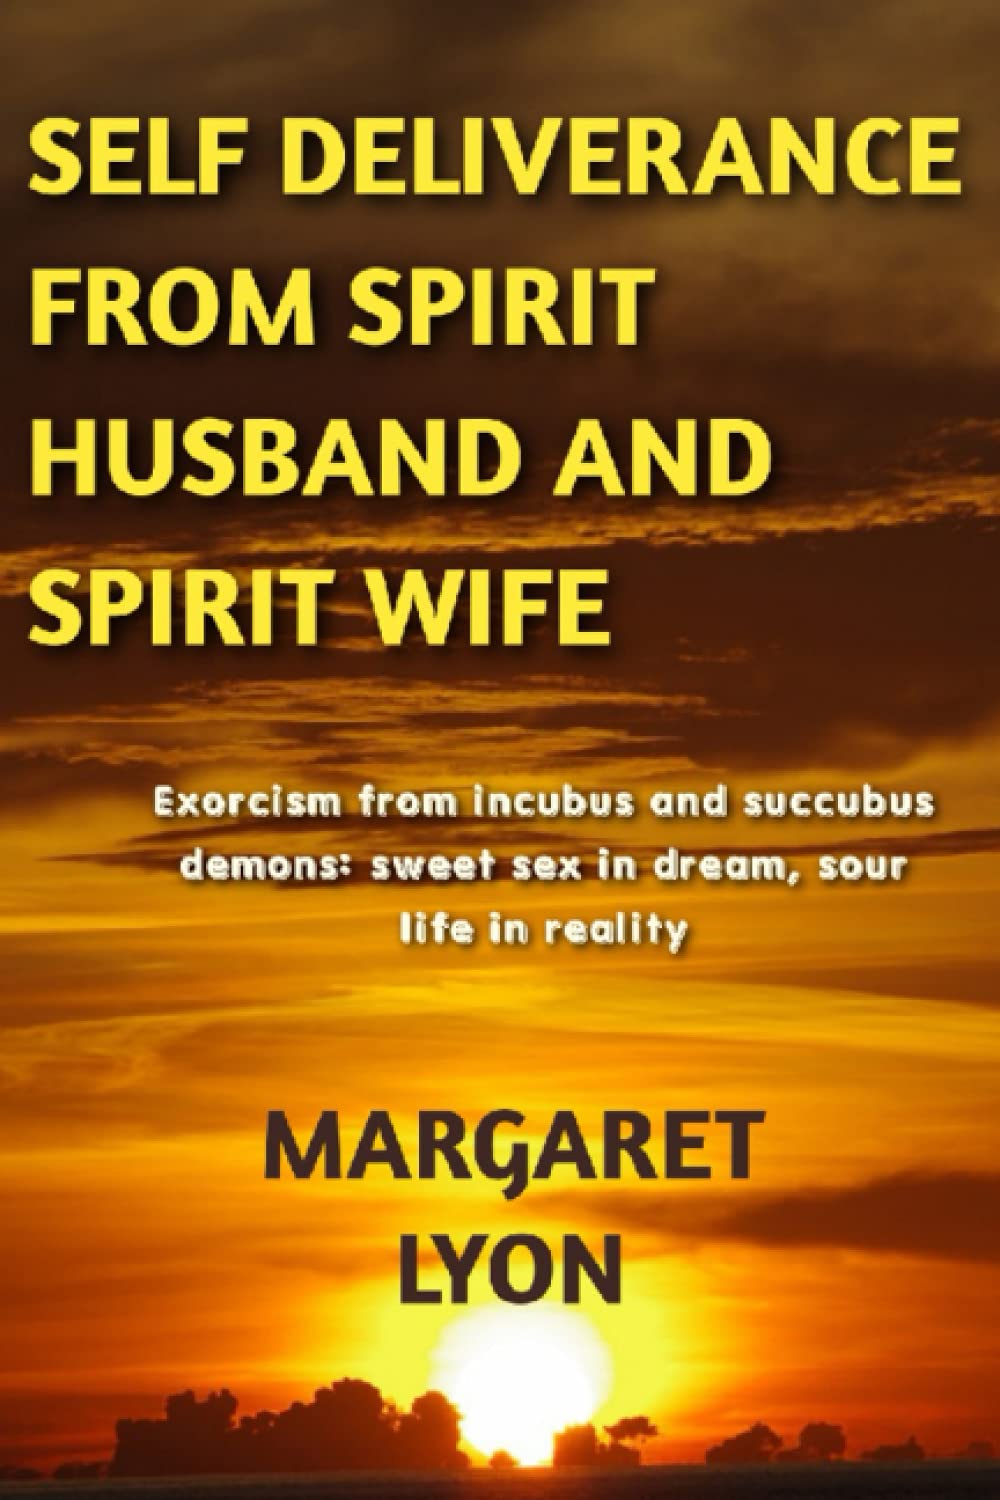 SELF DELIVERANCE
FROM SPIRIT
HUSBAND AND
SPIRIT WIFE
Exorcism from incubus and succubus
demons: sweet sex in dream, sour
life in reality
MARGARET
LYON